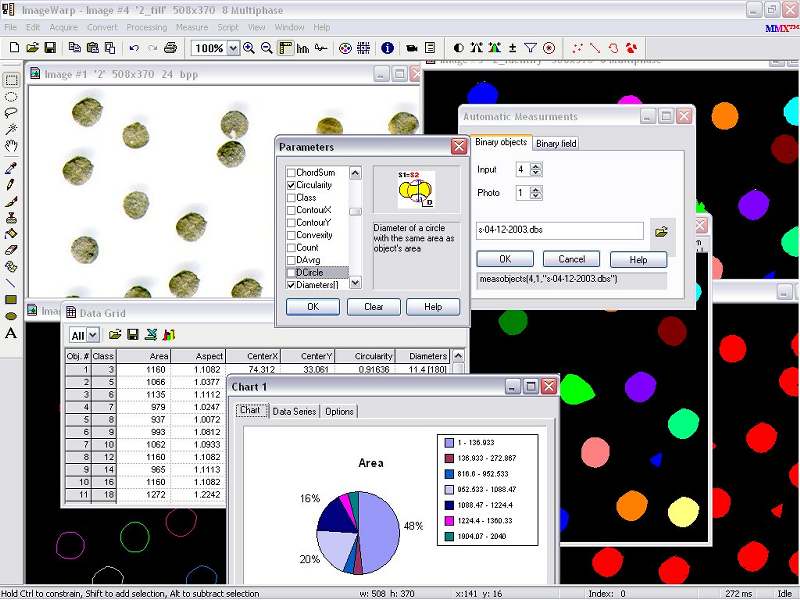 ImageWarp - Image #4 '2_fill' 508x370 8 Multiphase
File Edit Acquire Convert Processing Measure Script View Window Help
MMX™
100%
Image #1 '2' 508x370 24 bpp
Automatic Measurments
Binary objects Binary field
Input 4
Photo 1
s-04-12-2003.dbs
OK Cancel Help
measobjects(4,1,"s-04-12-2003.dbs")
Parameters
ChordSum
Circularity
Class
ContourX
ContourY
Convexity
Count
DAvrg
DCircle
Diameters[]
S1=S2
D
Diameter of a circle
with the same area as
object's area
OK Clear Help
Data Grid
All
Obj. # Class Area Aspect CenterX CenterY Circularity Diameters
1 3 1160 1.1082 74.312 33.061 0.91636 11.4 [180]
2 5 1066 1.0377
3 6 1135 1.1112
4 7 979 1.0247
5 8 937 1.0072
6 9 993 1.0812
7 10 1062 1.0933
8 12 1160 1.1082
9 14 965 1.1113
10 16 1160 1.1082
11 18 1272 1.2242
Chart 1
Chart Data Series Options
Area
16%
48%
20%
1 - 136.933
136.933 - 272.867
816.6 - 952.533
952.533 - 1088.47
1088.47 - 1224.4
1224.4 - 1360.33
1904.07 - 2040
A
Hold Ctrl to constrain, Shift to add selection, Alt to subtract selection w: 508 h: 370 x:141 y: 16 Index: 0 272 ms Idle